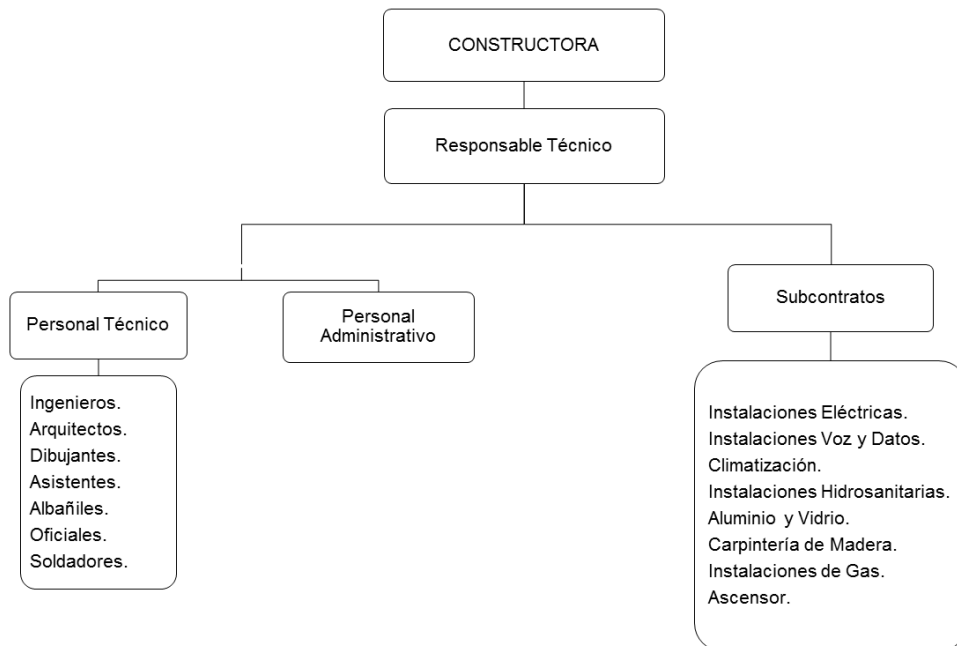 CONSTRUCTORA
Responsable Técnico
Personal Técnico
Personal
Administrativo
Subcontratos
Ingenieros.
Arquitectos.
Dibujantes.
Asistentes.
Albañiles.
Oficiales.
Soldadores.
Instalaciones Eléctricas.
Instalaciones Voz y Datos.
Climatización.
Instalaciones Hidrosanitarias.
Aluminio y Vidrio.
Carpintería de Madera.
Instalaciones de Gas.
Ascensor.